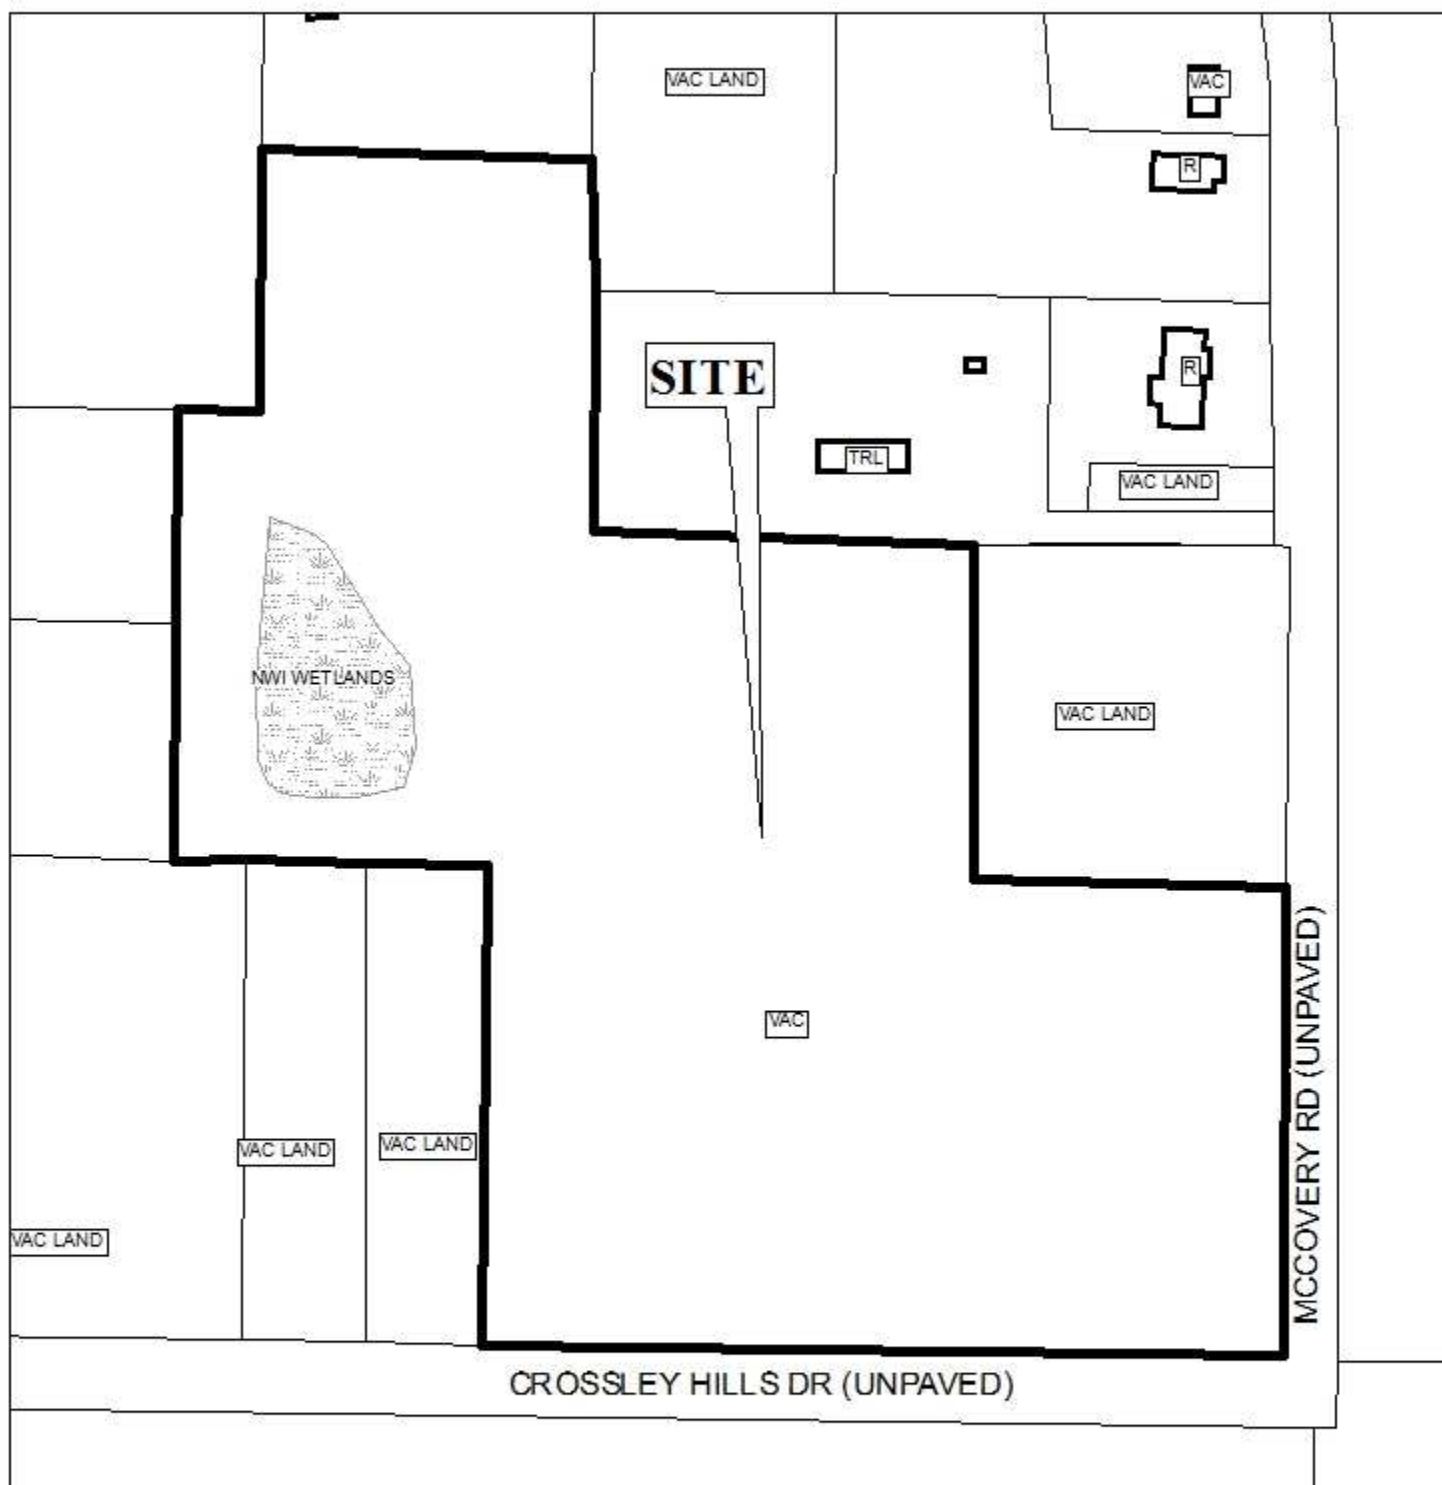 VAC LAND
VAC
R
SITE
R
TRL
VAC LAND
NWI WETLANDS
VAC LAND
VAC
MCCOVERY RD (UNPAVED)
VAC LAND
VAC LAND
VAC LAND
CROSSLEY HILLS DR (UNPAVED)